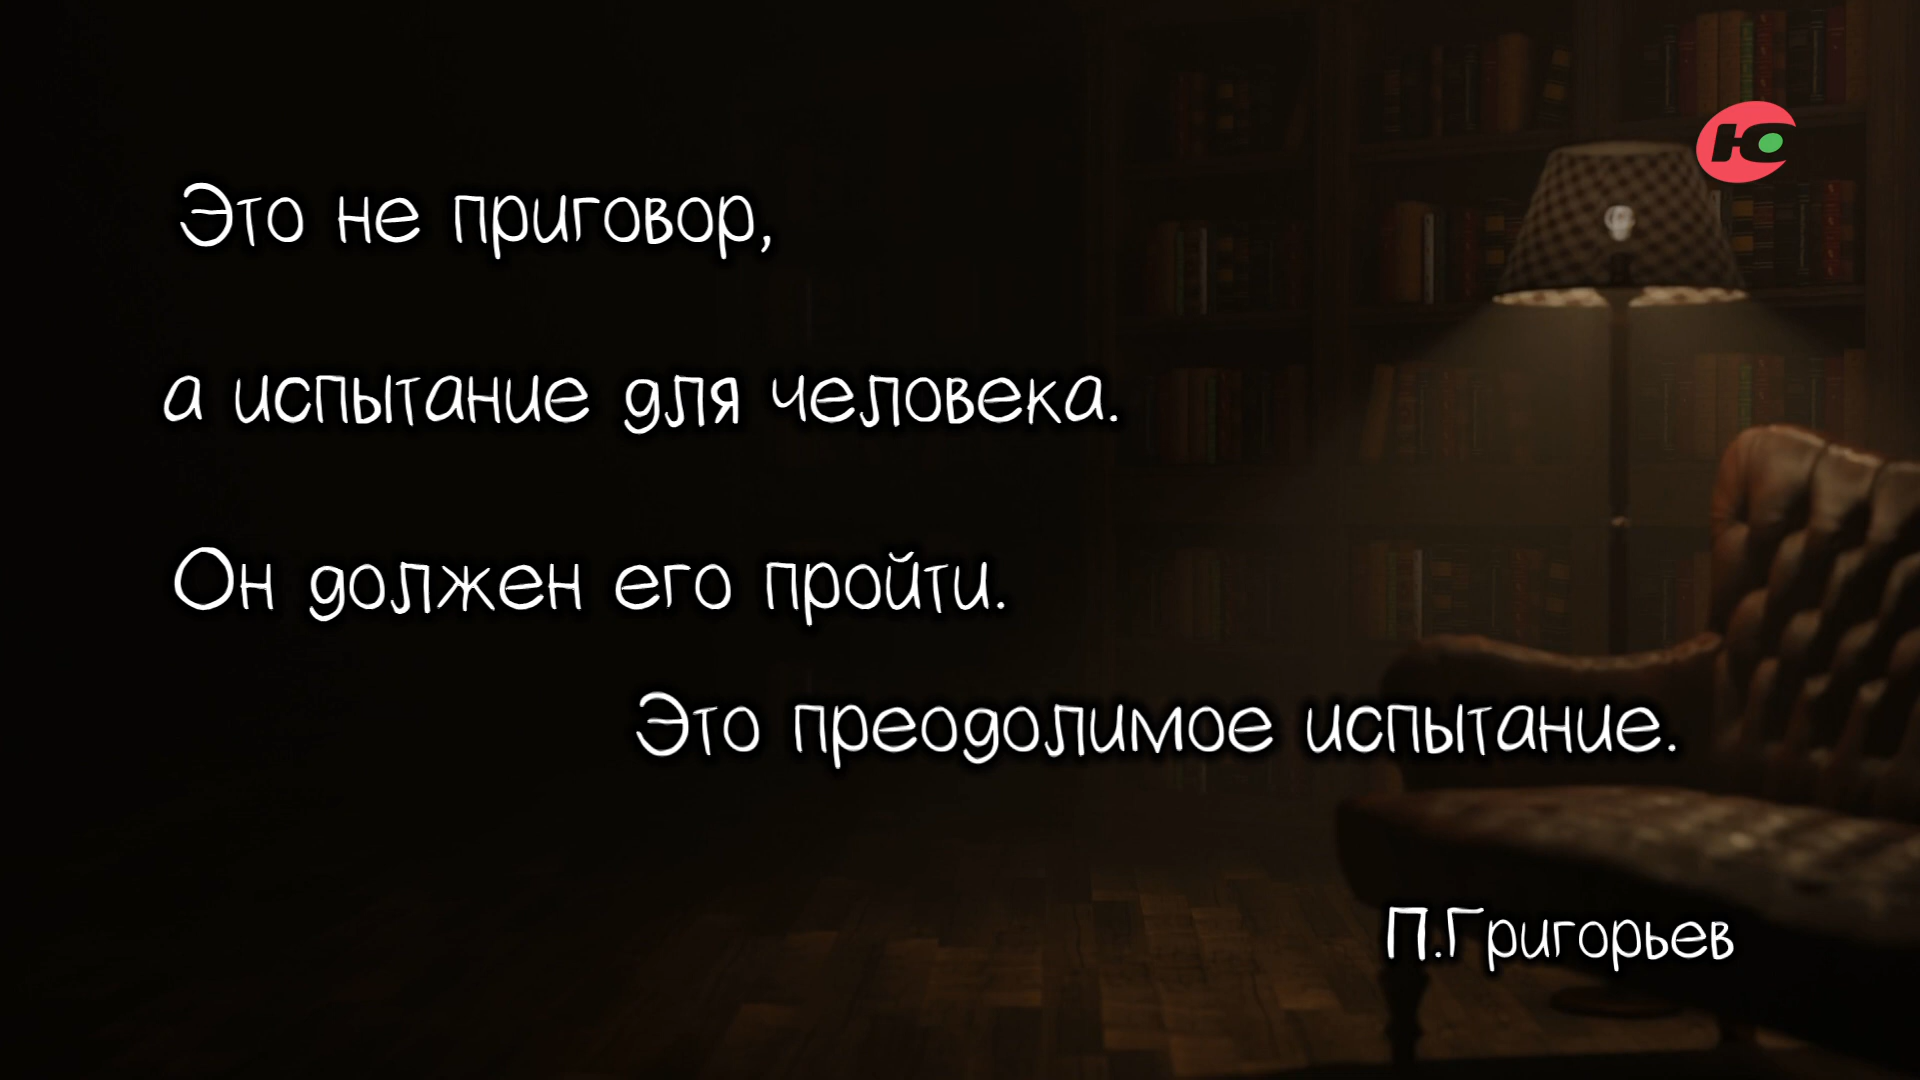 Ю
Это не приговор,
а испытание для человека.
Он должен его пройти.
Это преодолимое испытание.
П.Григорьев